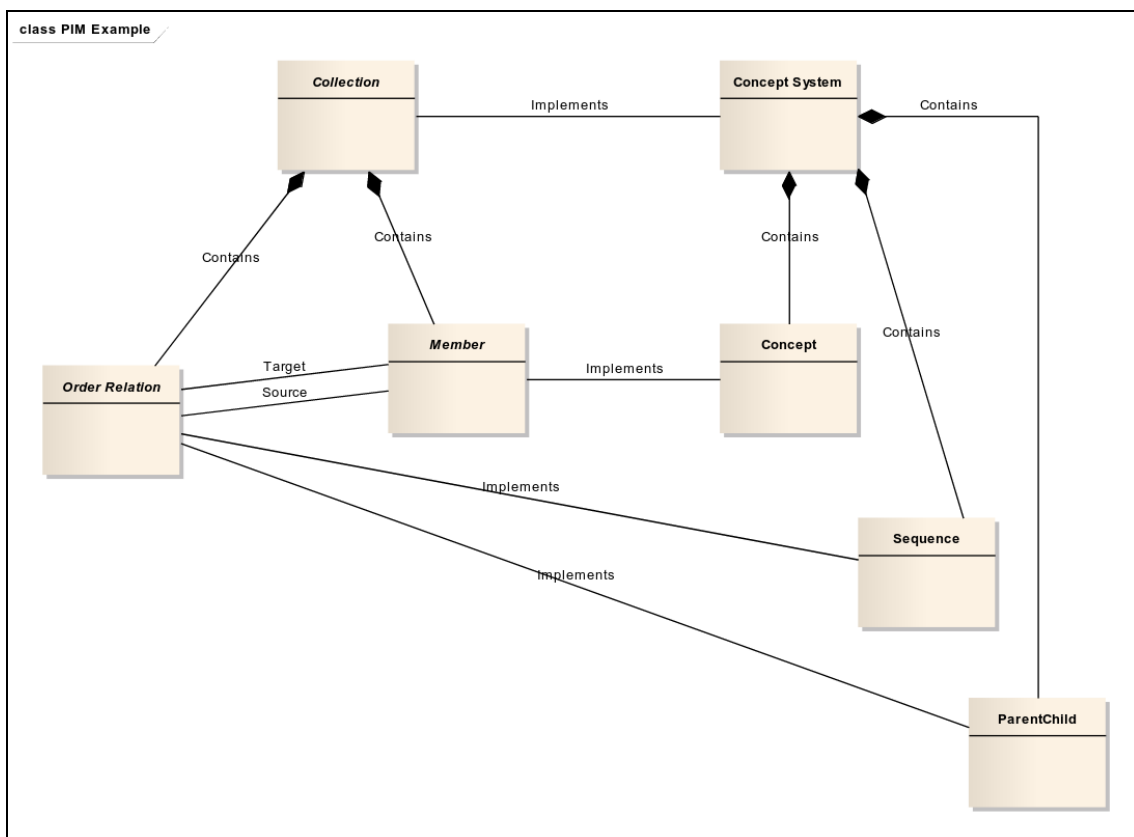 class PIM Example
Collection
Concept System
Implements
Contains
Contains
Contains
Contains
Contains
Member
Concept
Order Relation
Target
Source
Implements
Implements
Sequence
Implements
ParentChild